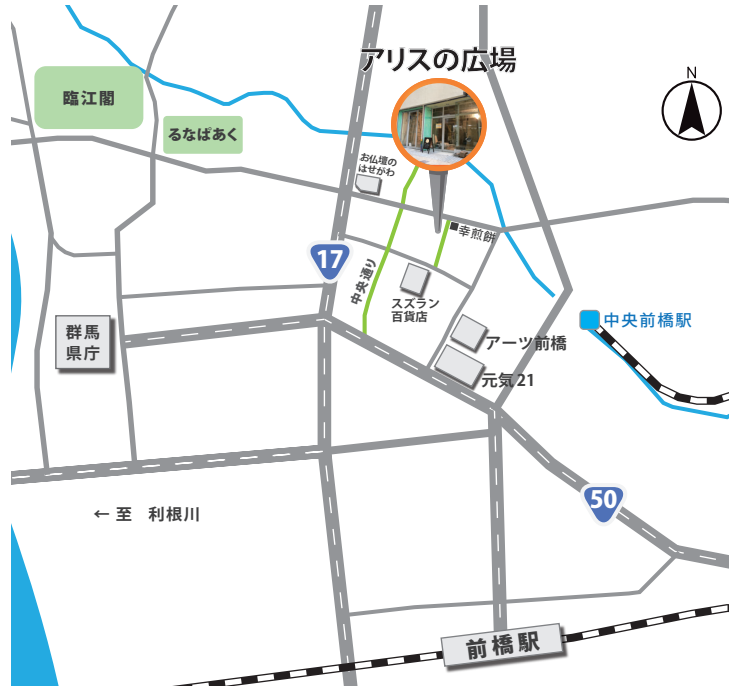 アリスの広場
N
臨江閣
るなぱあく
お仏壇の
はせがわ
幸煎餅
17
中央通り
スズラン
百貨店
中央前橋駅
群馬
県庁
アーツ前橋
元気21
50
← 至　利根川
前橋駅